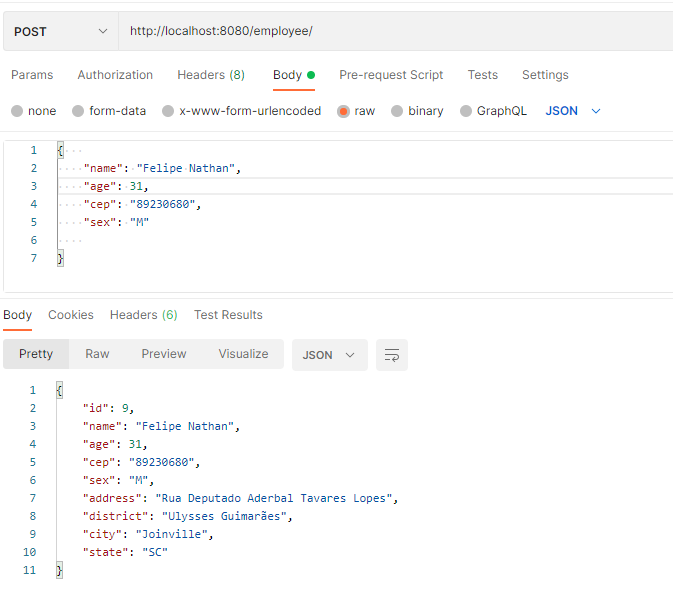 POST http://localhost:8080/employee/
Params Authorization Headers (8) Body Pre-request Script Tests Settings
none form-data x-www-form-urlencoded raw binary GraphQL JSON
1 {
2 "name": "Felipe Nathan",
3 "age": 31,
4 "cep": "89230680",
5 "sex": "M"
6
7 }
Body Cookies Headers (6) Test Results
Pretty Raw Preview Visualize JSON
1 {
2 "id": 9,
3 "name": "Felipe Nathan",
4 "age": 31,
5 "cep": "89230680",
6 "sex": "M",
7 "address": "Rua Deputado Aderbal Tavares Lopes",
8 "district": "Ulysses Guimarães",
9 "city": "Joinville",
10 "state": "SC"
11 }